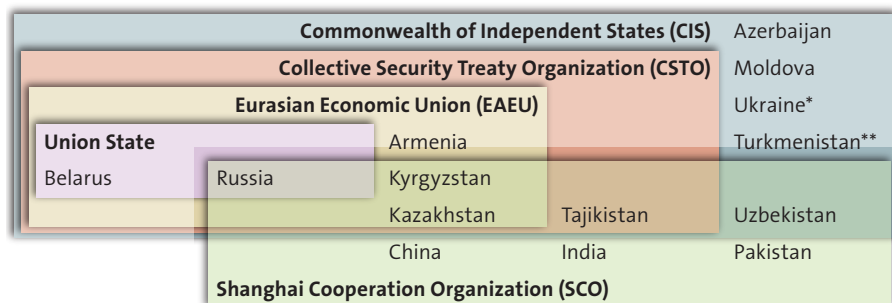 Commonwealth of Independent States (CIS) Azerbaijan
Collective Security Treaty Organization (CSTO) Moldova
Eurasian Economic Union (EAEU) Ukraine*
Union State Armenia Turkmenistan**
Belarus Russia Kyrgyzstan
Kazakhstan Tajikistan Uzbekistan
China India Pakistan
Shanghai Cooperation Organization (SCO)